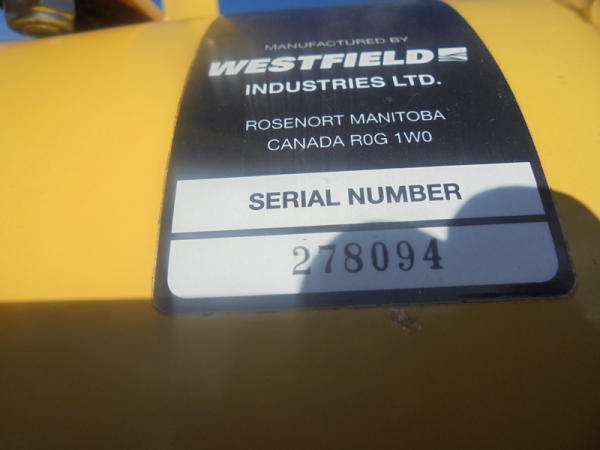 MANUFACTURED BY
WESTFIELD
INDUSTRIES LTD.
ROSENORT MANITOBA
CANADA R0G 1W0
SERIAL NUMBER
278094